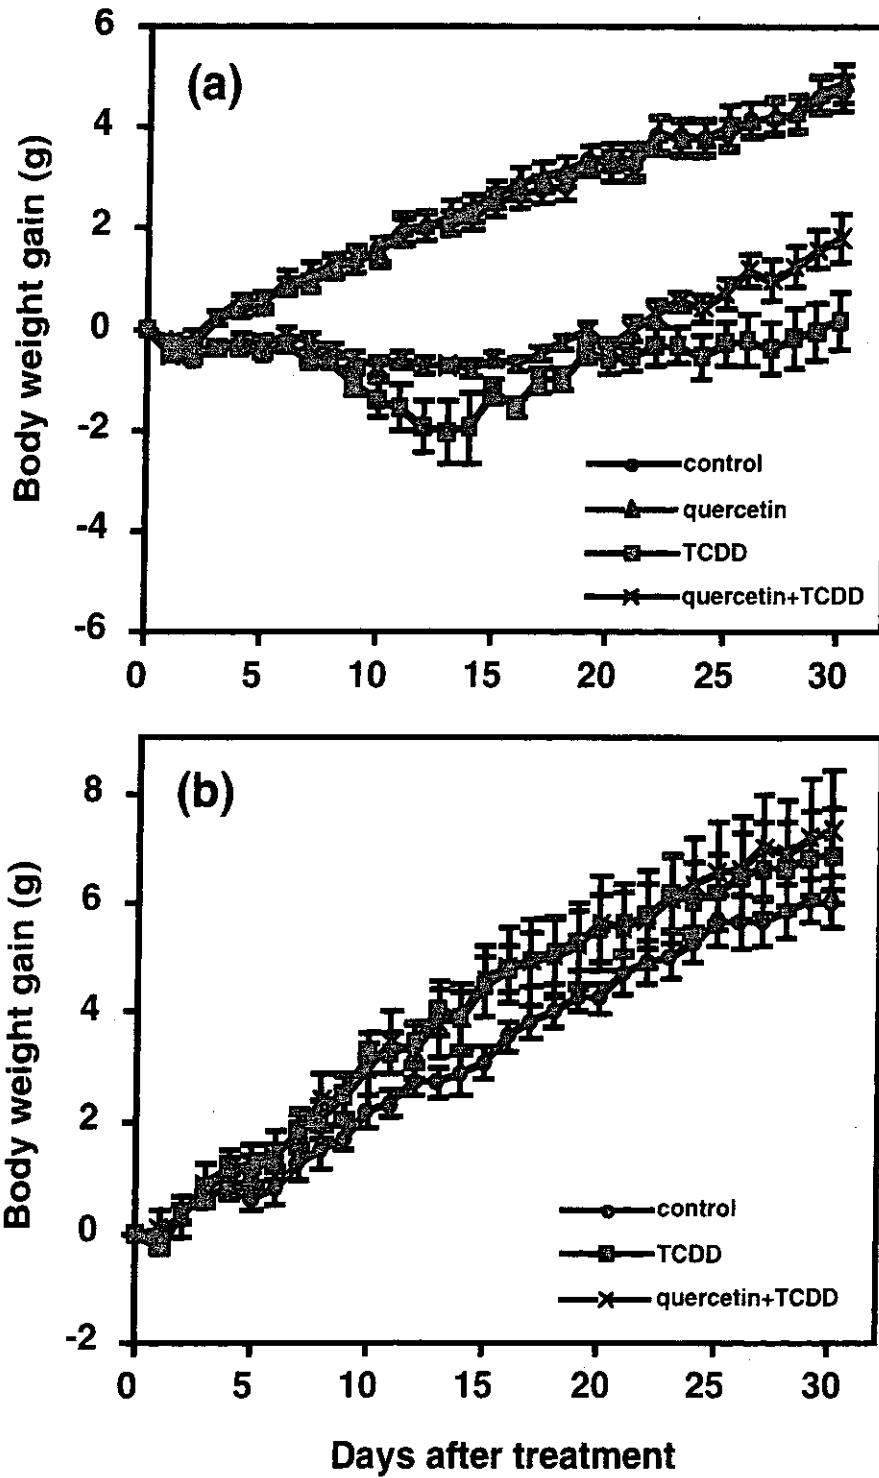 6
(a)
4
2
0
-2
-4
-6
Body weight gain (g)
control
quercetin
TCDD
quercetin+TCDD
0 5 10 15 20 25 30
8
(b)
6
4
2
0
-2
Body weight gain (g)
control
TCDD
quercetin+TCDD
0 5 10 15 20 25 30
Days after treatment